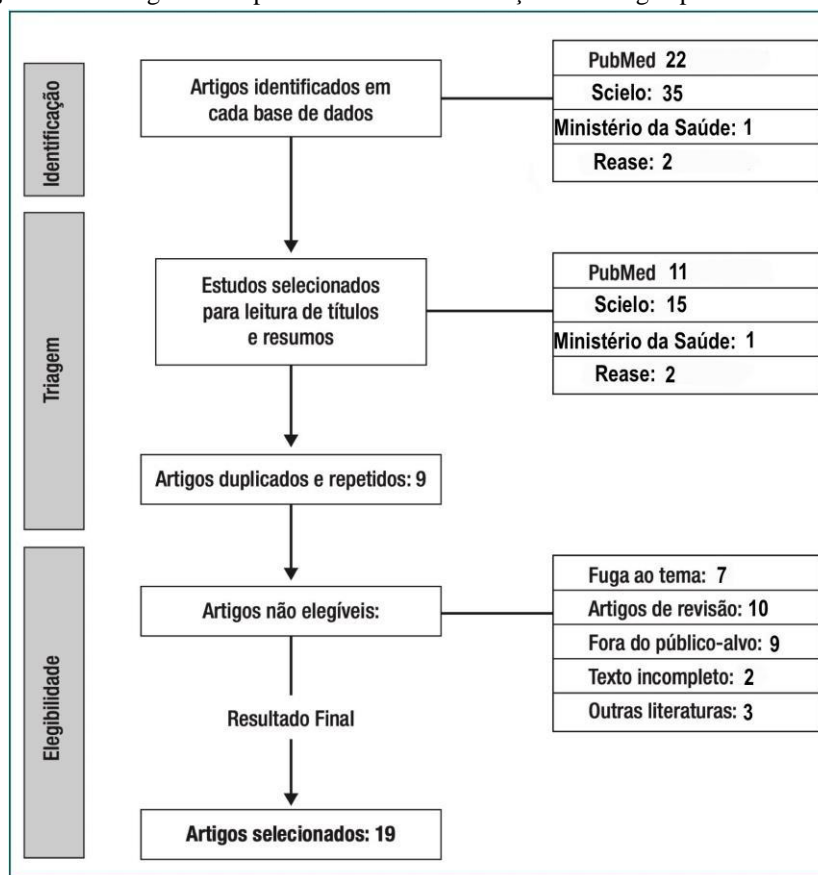 Identificação
Artigos identificados em
cada base de dados
PubMed 22
Scielo: 35
Ministério da Saúde: 1
Rease: 2
Triagem
Estudos selecionados
para leitura de títulos
e resumos
PubMed 11
Scielo: 15
Ministério da Saúde: 1
Rease: 2
Artigos duplicados e repetidos: 9
Elegibilidade
Artigos não elegíveis:
Fuga ao tema: 7
Artigos de revisão: 10
Fora do público-alvo: 9
Texto incompleto: 2
Outras literaturas: 3
Resultado Final
Artigos selecionados: 19